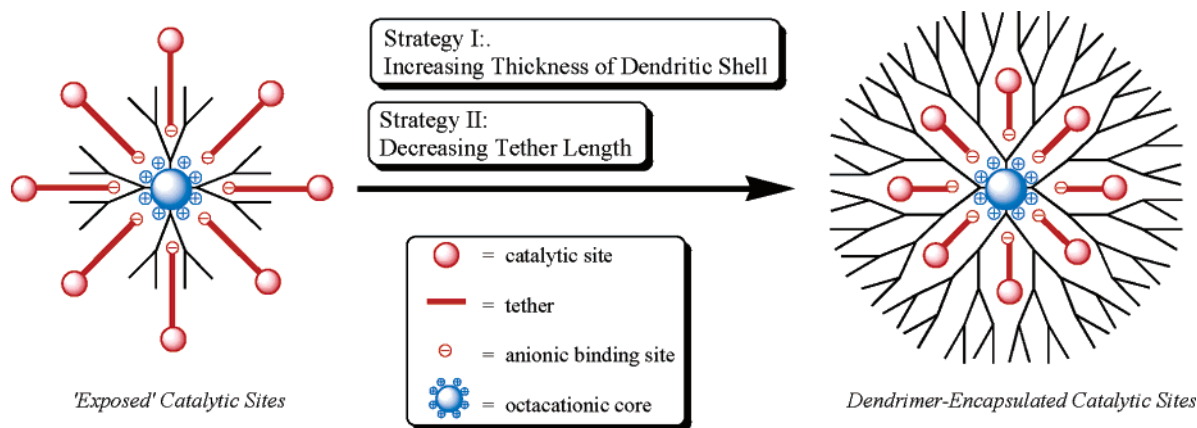 Strategy I:.
Increasing Thickness of Dendritic Shell
Strategy II:
Decreasing Tether Length
= catalytic site
= tether
⊖ = anionic binding site
= octacationic core
'Exposed' Catalytic Sites
Dendrimer-Encapsulated Catalytic Sites